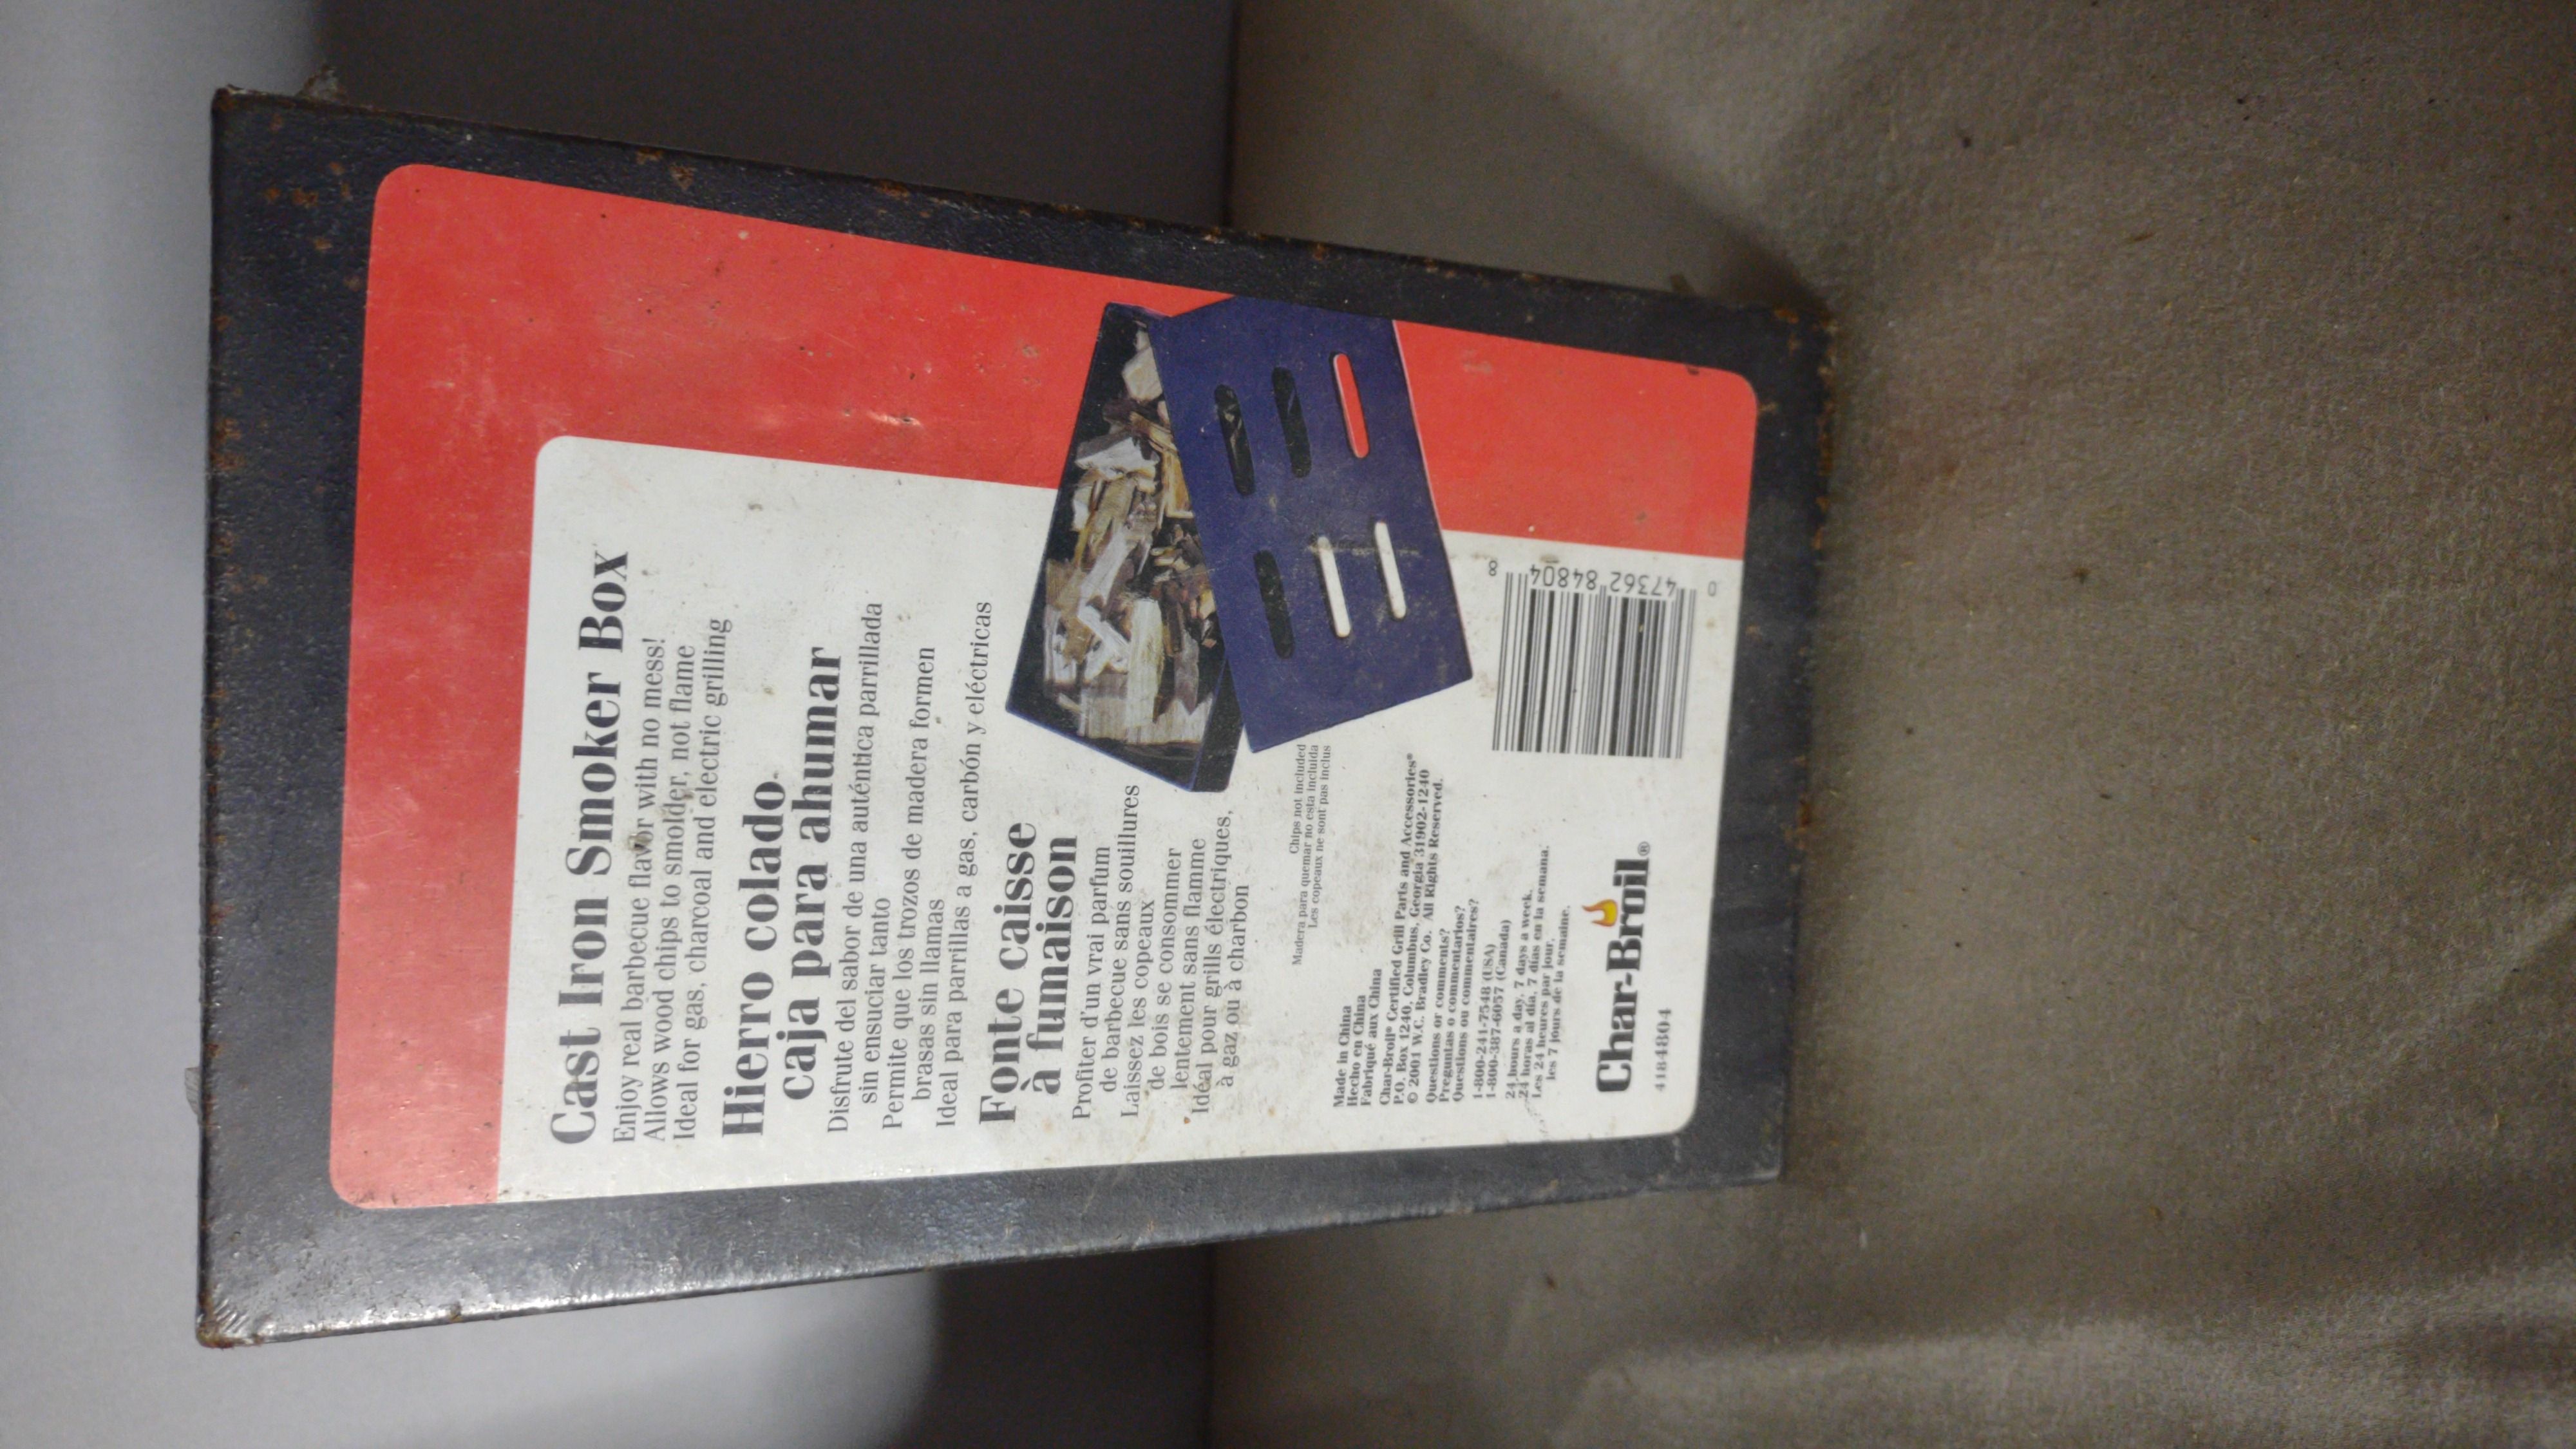 Cast Iron Smoker Box
Enjoy real barbecue flavor with no mess!
Allows wood chips to smolder, not flame
Ideal for gas, charcoal and electric grilling
Hierro colado
caja para ahumar
Disfrute del sabor de una auténtica parrillada
sin ensuciar tanto
Permite que los trozos de madera formen
brasas sin llamas
Ideal para parrillas a gas, carbón y eléctricas
Fonte caisse
à fumaison
Profiter d'un vrai parfum
de barbecue sans souillures
Laissez les copeaux
de bois se consommer
lentement sans flamme
Idéal pour grills électriques,
à gaz ou à charbon
Chips not included
Madera para quemar no esta incluida
Les copeaux ne sont pas inclus
Made in China
Hecho en China
Fabriqué aux China
Char-Broil® Certified Grill Parts and Accessories®
P.O. Box 1240, Columbus, Georgia 31902-1240
© 2001 W.C. Bradley Co. All Rights Reserved.
Questions or comments?
Preguntas o commentarios?
Questions ou commentaires?
1-800-241-7548 (USA)
1-800-387-6057 (Canada)
24 hours a day, 7 days a week.
24 horas al día, 7 días en la semana.
Les 24 heures par jour,
les 7 jours de la semaine.
Char-Broil®
4184804
0 47362 84804 8